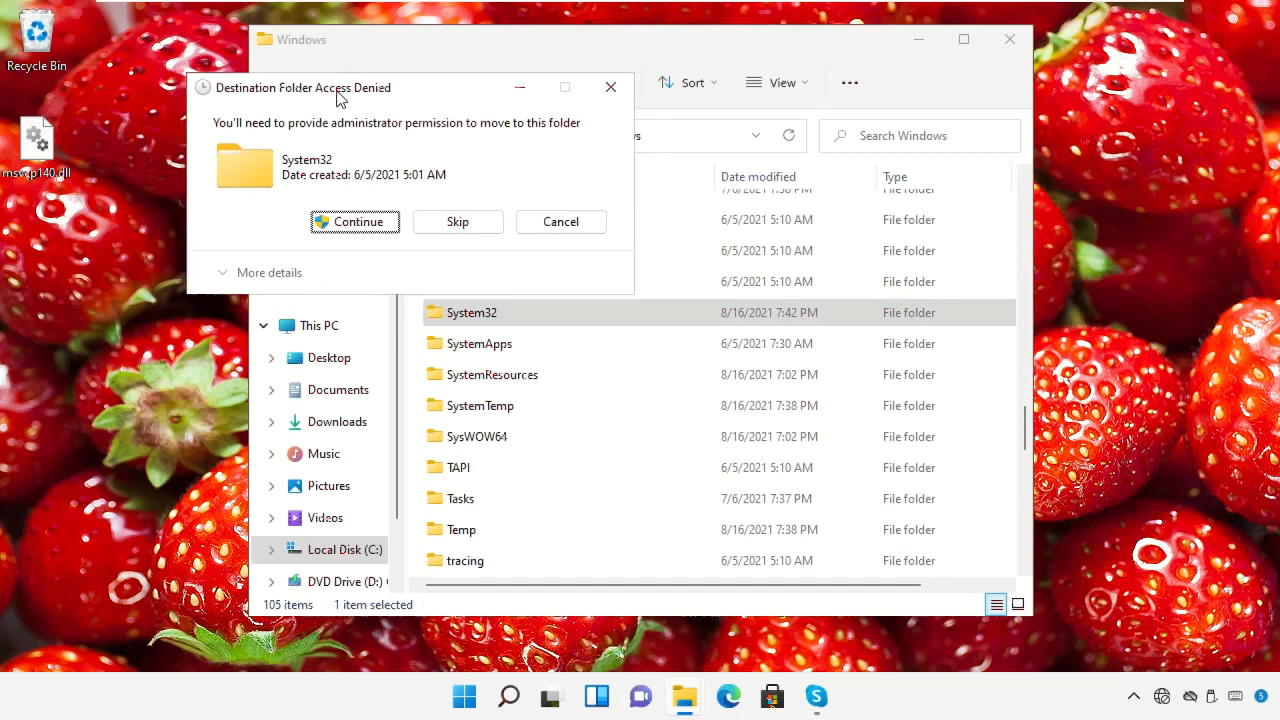 Recycle Bin
msvcp140.dll
Windows
Destination Folder Access Denied
You'll need to provide administrator permission to move to this folder
System32
Date created: 6/5/2021 5:01 AM
Continue
Skip
Cancel
More details
Sort
View
Search Windows
Date modified Type
7/6/2021 7:38 PM File folder
6/5/2021 5:10 AM File folder
6/5/2021 5:10 AM File folder
6/5/2021 5:10 AM File folder
System32 8/16/2021 7:42 PM File folder
SystemApps 6/5/2021 7:30 AM File folder
SystemResources 8/16/2021 7:02 PM File folder
SystemTemp 8/16/2021 7:38 PM File folder
SysWOW64 8/16/2021 7:02 PM File folder
TAPI 6/5/2021 5:10 AM File folder
Tasks 7/6/2021 7:37 PM File folder
Temp 8/16/2021 7:38 PM File folder
tracing 6/5/2021 5:10 AM File folder
This PC
Desktop
Documents
Downloads
Music
Pictures
Videos
Local Disk (C:)
DVD Drive (D:)
105 items 1 item selected
5